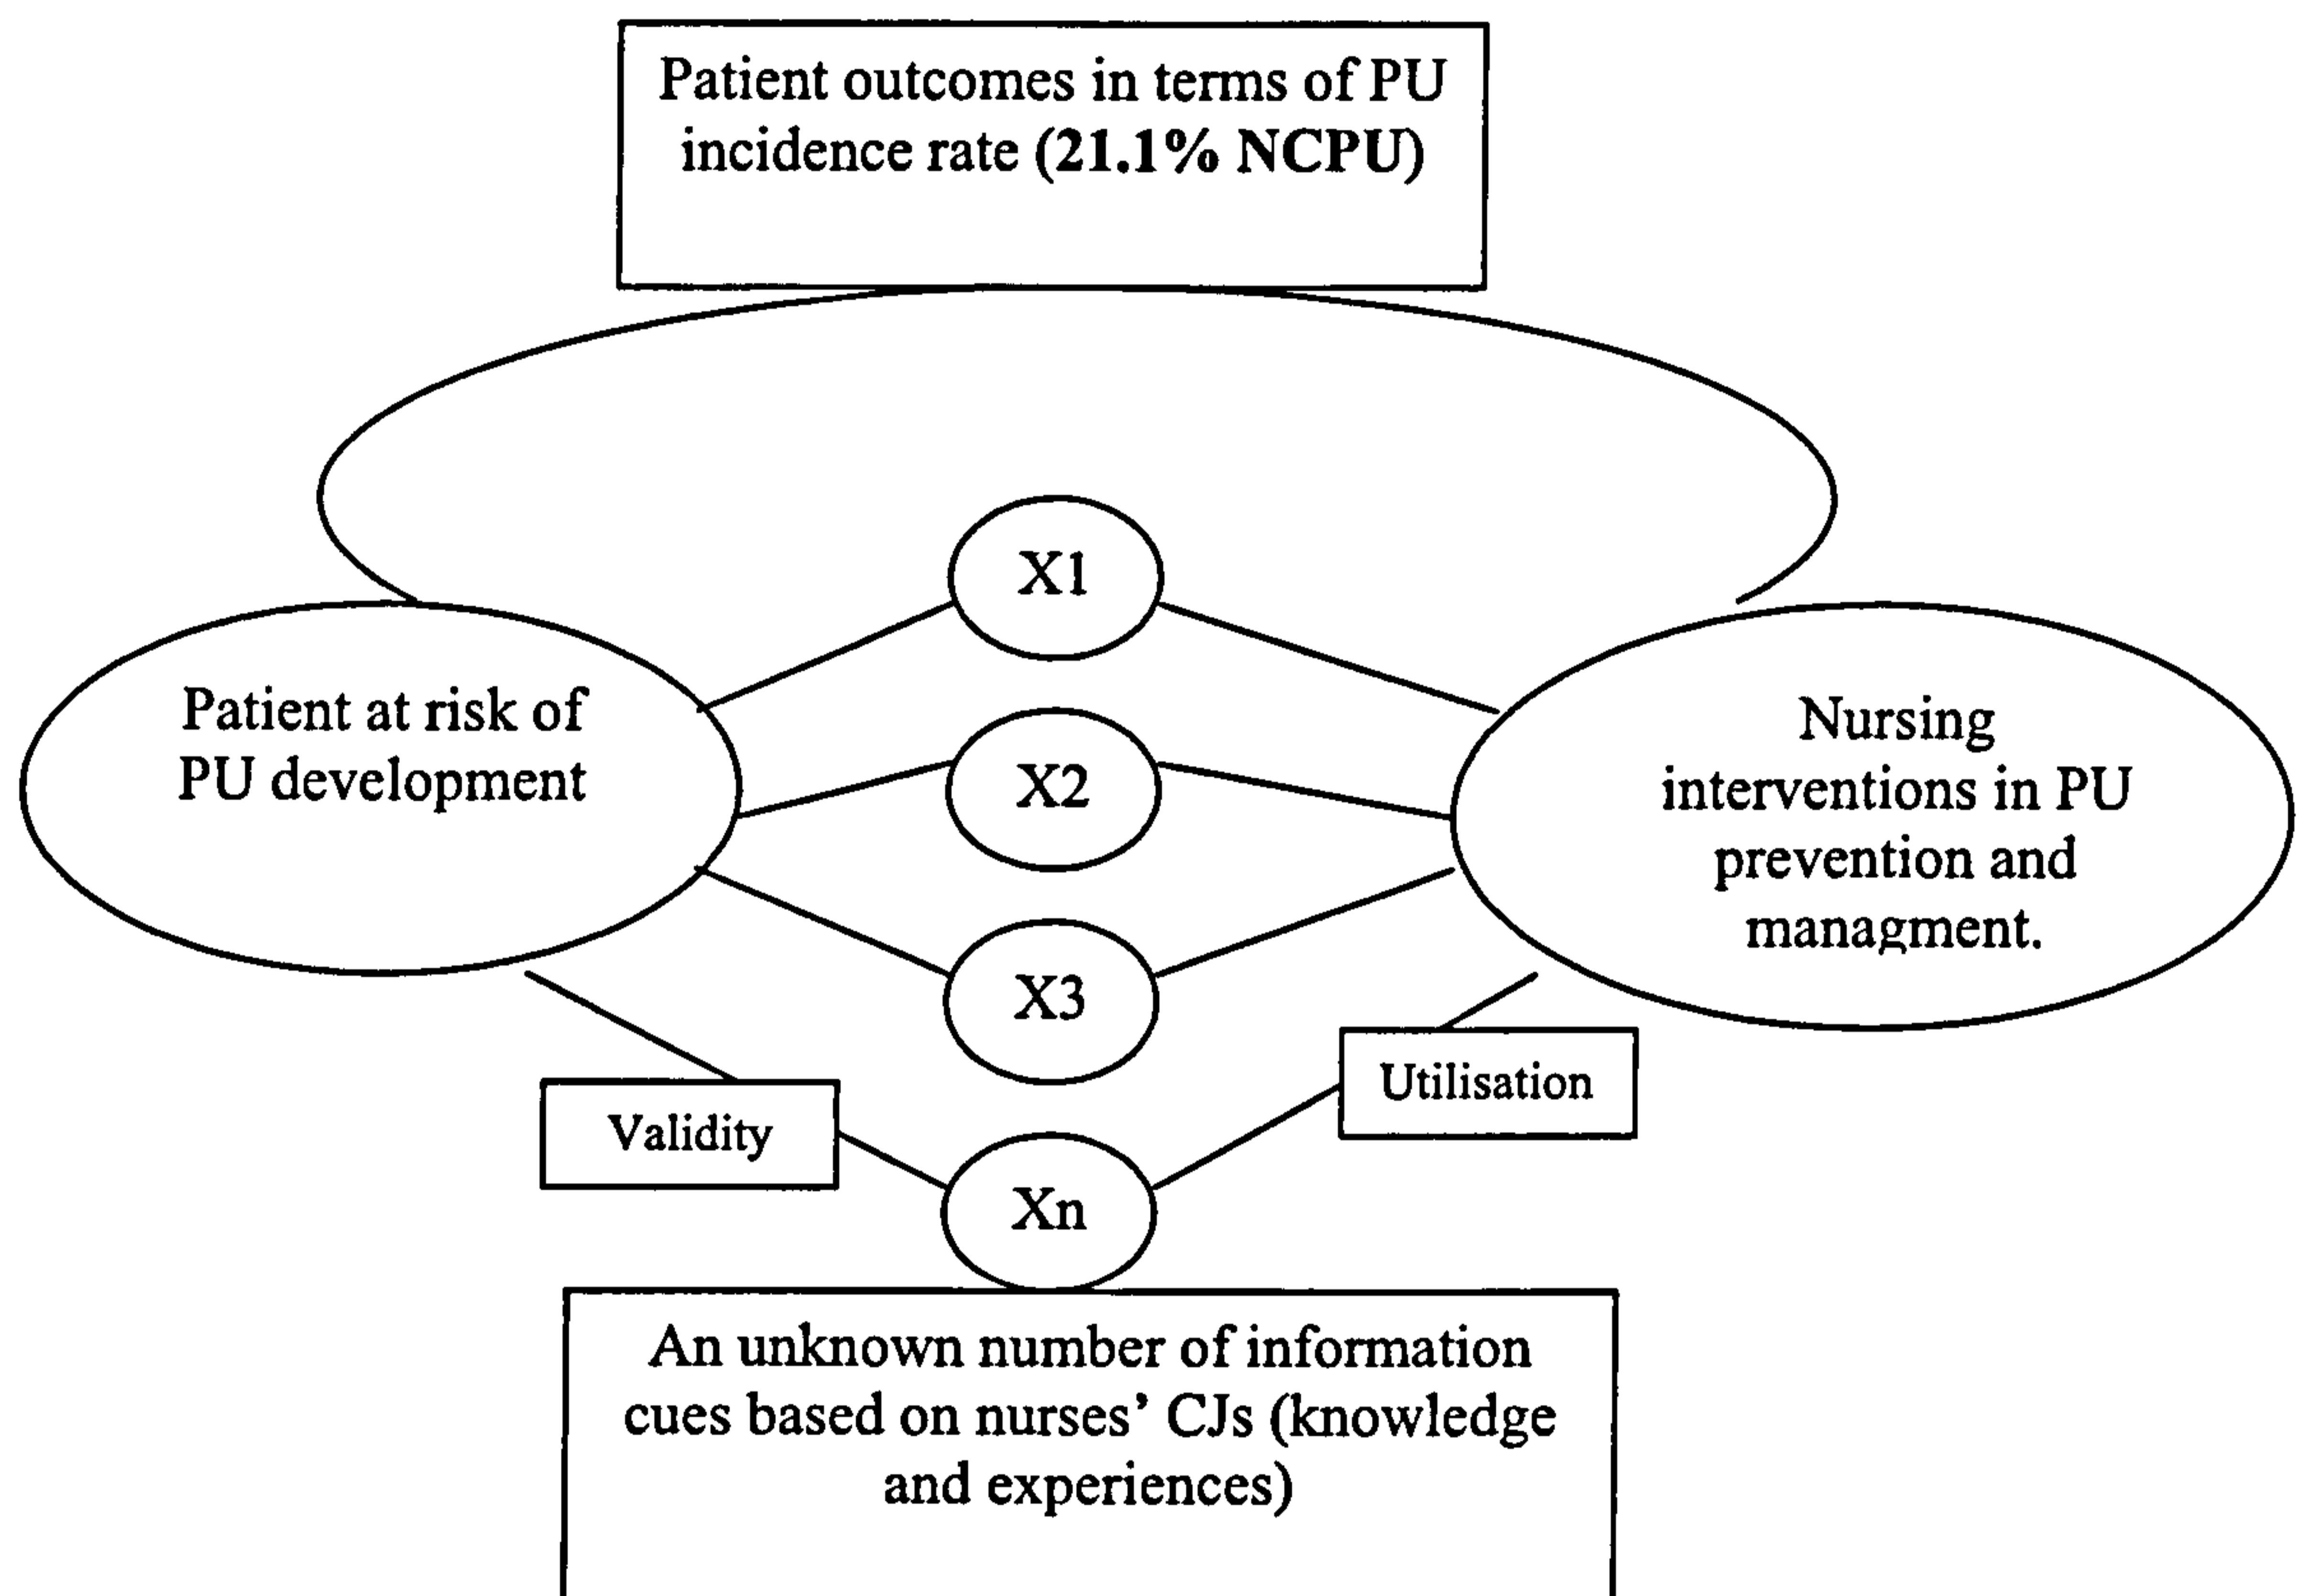 Patient outcomes in terms of PU
incidence rate (21.1% NCPU)
X1
Patient at risk of
PU development
X2
Nursing
interventions in PU
prevention and
managment.
X3
Validity
Utilisation
Xn
An unknown number of information
cues based on nurses’ CJs (knowledge
and experiences)